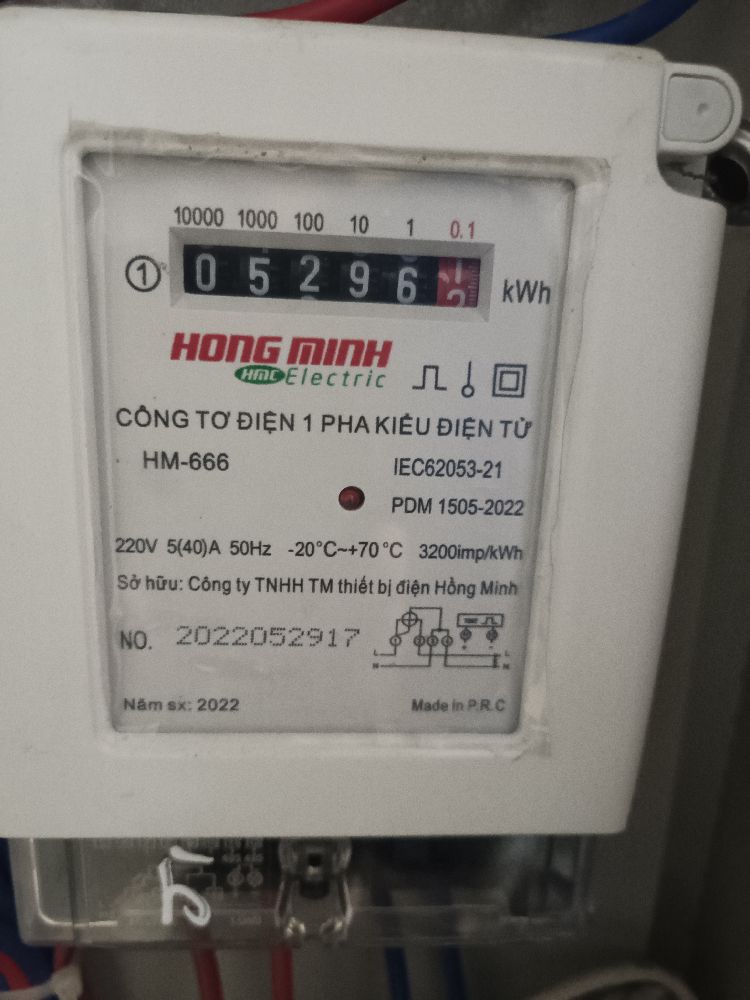 10000 1000 100 10 1 0.1
1 0 5 2 9 6 kWh
HONG MINH
HMC Electric
CÔNG TƠ ĐIỆN 1 PHA KIỂU ĐIỆN TỬ
HM-666
IEC62053-21
PDM 1505-2022
220V 5(40)A 50Hz -20°C~+70°C 3200imp/kWh
Sở hữu: Công ty TNHH TM thiết bị điện Hồng Minh
NO. 2022052917
L L
N N
Năm sx: 2022
Made in P.R.C